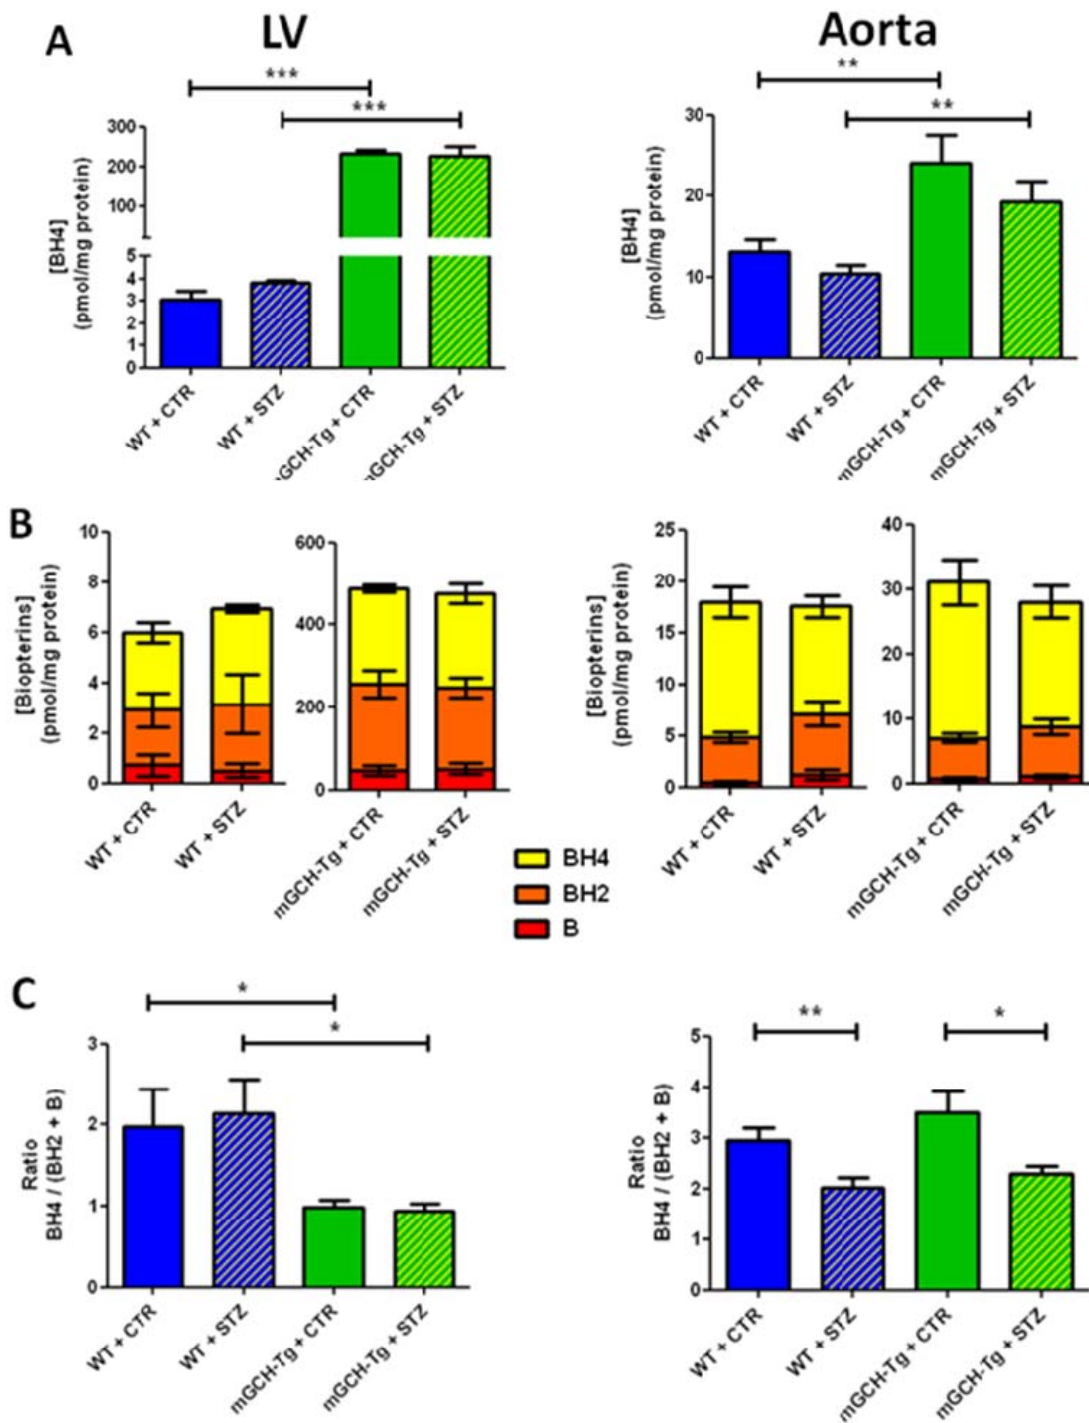 A
LV
Aorta
***
***
**
**
[BH4]
(pmol/mg protein)
300
200
100
5
4
3
2
1
0
WT + CTR
WT + STZ
mGCH-Tg + CTR
mGCH-Tg + STZ
[BH4]
(pmol/mg protein)
30
20
10
0
WT + CTR
WT + STZ
mGCH-Tg + CTR
mGCH-Tg + STZ
B
[Biopterins]
(pmol/mg protein)
10
8
6
4
2
0
WT + CTR
WT + STZ
600
400
200
0
mGCH-Tg + CTR
mGCH-Tg + STZ
[Biopterins]
(pmol/mg protein)
25
20
15
10
5
0
WT + CTR
WT + STZ
40
30
20
10
0
mGCH-Tg + CTR
mGCH-Tg + STZ
BH4
BH2
B
C
*
*
Ratio
BH4 / (BH2 + B)
3
2
1
0
WT + CTR
WT + STZ
mGCH-Tg + CTR
mGCH-Tg + STZ
**
*
Ratio
BH4 / (BH2 + B)
5
4
3
2
1
0
WT + CTR
WT + STZ
mGCH-Tg + CTR
mGCH-Tg + STZ